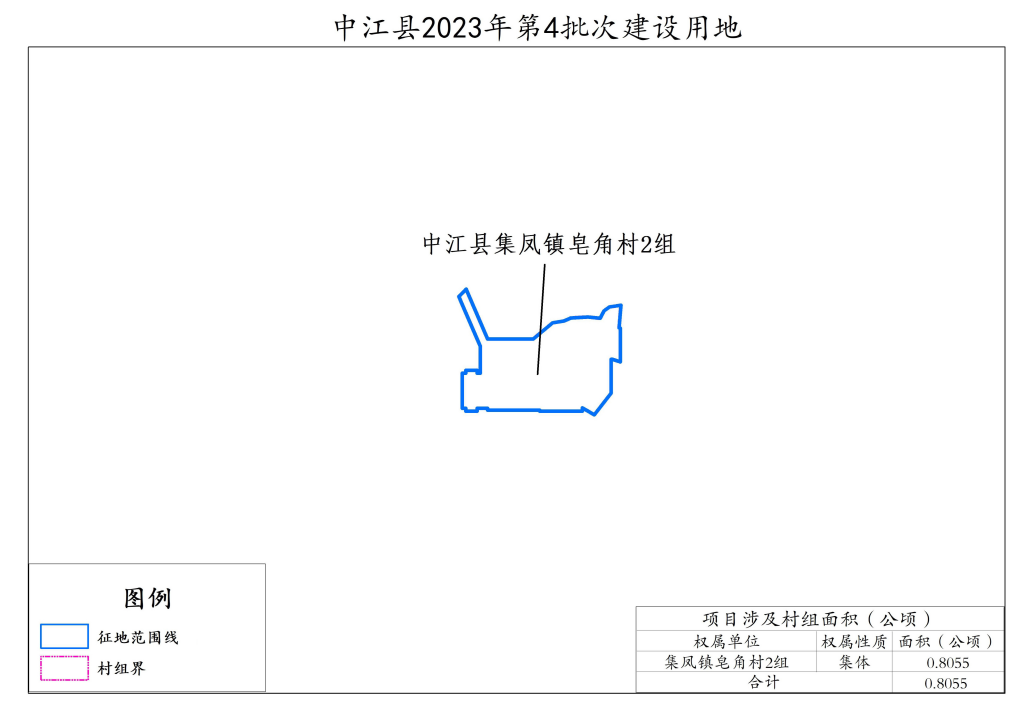 中江县2023年第4批次建设用地
中江县集凤镇皂角村2组
图例
征地范围线
村组界
项目涉及村组面积（公顷）
权属单位 权属性质 面积（公顷）
集凤镇皂角村2组 集体 0.8055
合计 0.8055